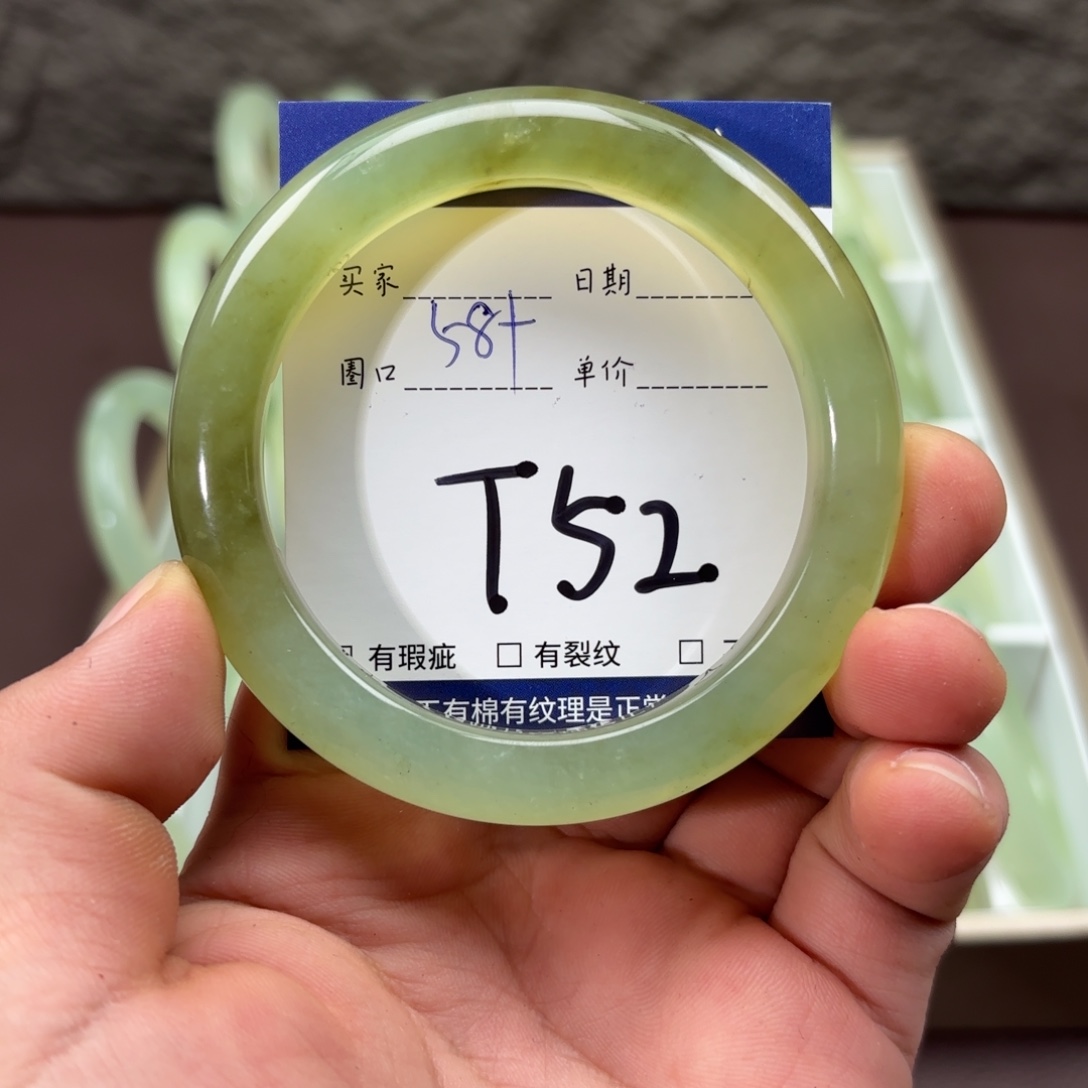 买家 日期
58+
圈口 单价
T52
有瑕疵 □ 有裂纹 □
有棉有纹理是正常